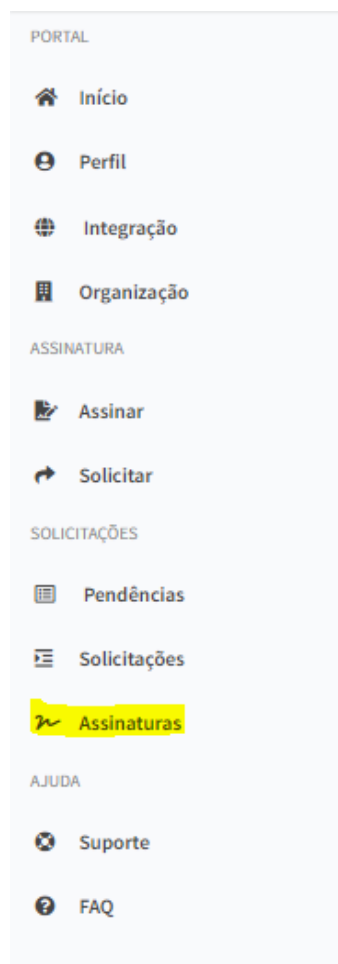 PORTAL
Início
Perfil
Integração
Organização
ASSINATURA
Assinar
Solicitar
SOLICITAÇÕES
Pendências
Solicitações
Assinaturas
AJUDA
Suporte
FAQ